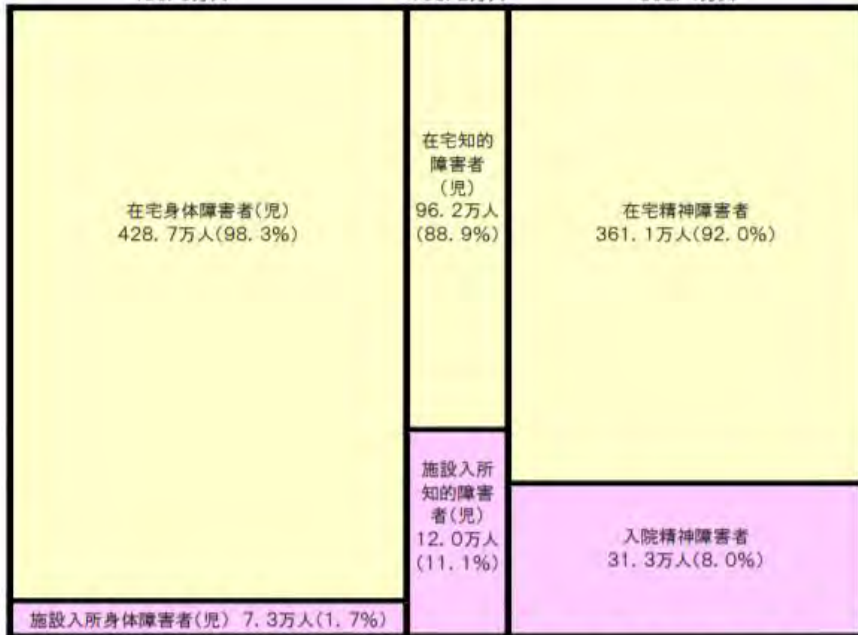 在宅身体障害者(児)
428. 7万人(98. 3%)
施設入所身体障害者(児) 7. 3万人(1. 7%)
在宅知的
障害者
(児)
96. 2万人
(88. 9%)
施設入所
知的障害
者(児)
12. 0万人
(11. 1%)
在宅精神障害者
361. 1万人(92. 0%)
入院精神障害者
31. 3万人(8. 0%)